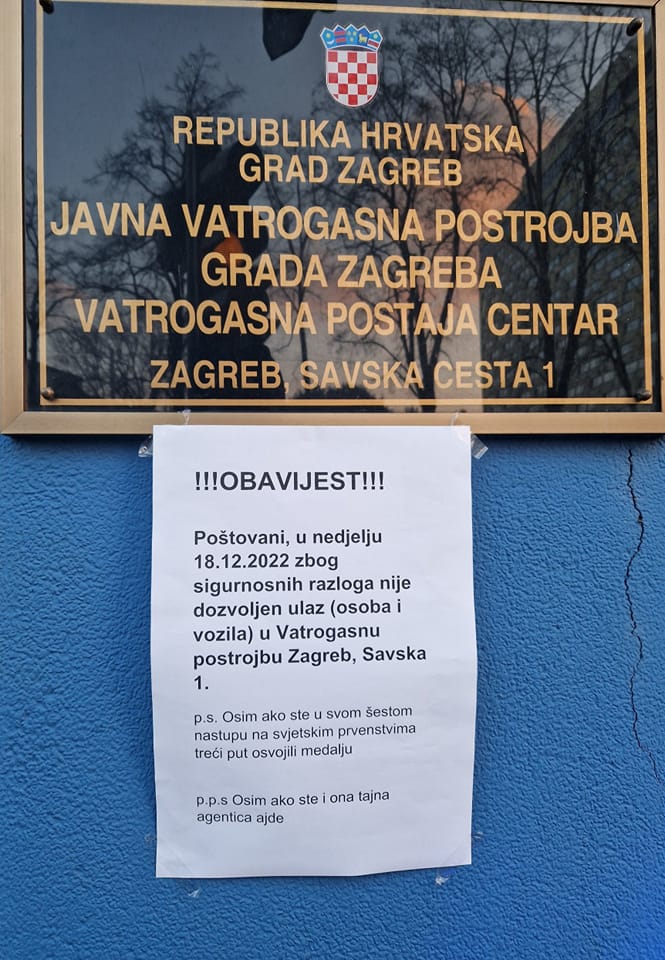 REPUBLIKA HRVATSKA
GRAD ZAGREB
JAVNA VATROGASNA POSTROJBA
GRADA ZAGREBA
VATROGASNA POSTAJA CENTAR
ZAGREB, SAVSKA CESTA 1
!!!OBAVIJEST!!!
Poštovani, u nedjelju
18.12.2022 zbog
sigurnosnih razloga nije
dozvoljen ulaz (osoba i
vozila) u Vatrogasnu
postrojbu Zagreb, Savska
1.
p.s. Osim ako ste u svom šestom
nastupu na svjetskim prvenstvima
treći put osvojili medalju
p.p.s Osim ako ste i ona tajna
agentica ajde